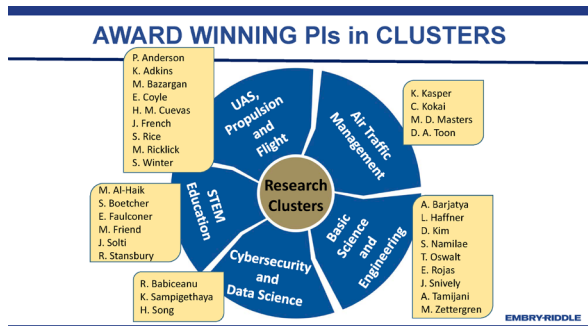 AWARD WINNING PIs in CLUSTERS
P. Anderson
K. Adkins
M. Bazargan
E. Coyle
H. M. Cuevas
J. French
S. Rice
M. Ricklick
S. Winter
UAS,
Propulsion
and
Flight
Air Traffic
Management
K. Kasper
C. Kokai
M. D. Masters
D. A. Toon
M. Al-Haik
S. Boetcher
E. Faulconer
M. Friend
J. Solti
R. Stansbury
STEM
Education
Research
Clusters
Basic
Science
and
Engineering
A. Barjatya
L. Haffner
D. Kim
S. Namilae
T. Oswalt
E. Rojas
J. Snively
A. Tamijani
M. Zettergren
Cybersecurity
and
Data Science
R. Babiceanu
K. Sampigethaya
H. Song
EMBRY-RIDDLE